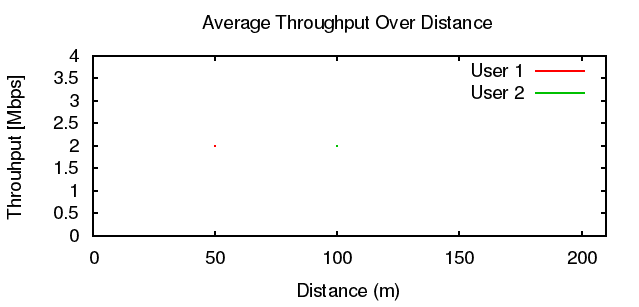 Average Throughput Over Distance
Throuhput [Mbps]
4
3.5
3
2.5
2
1.5
1
0.5
0
User 1
User 2
0 50 100 150 200
Distance (m)